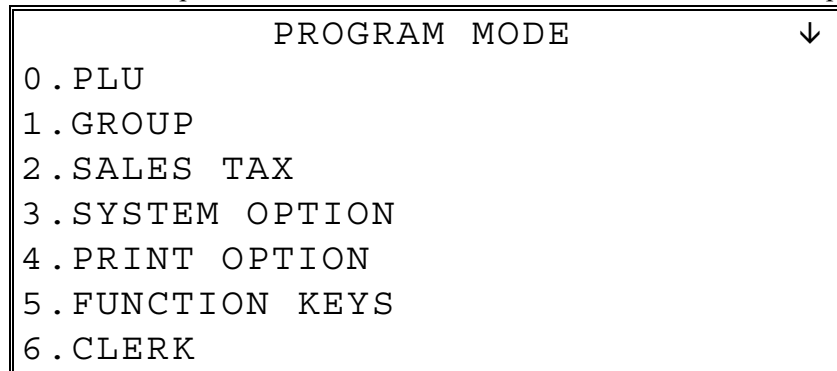 PROGRAM MODE ↓
0.PLU
1.GROUP
2.SALES TAX
3.SYSTEM OPTION
4.PRINT OPTION
5.FUNCTION KEYS
6.CLERK